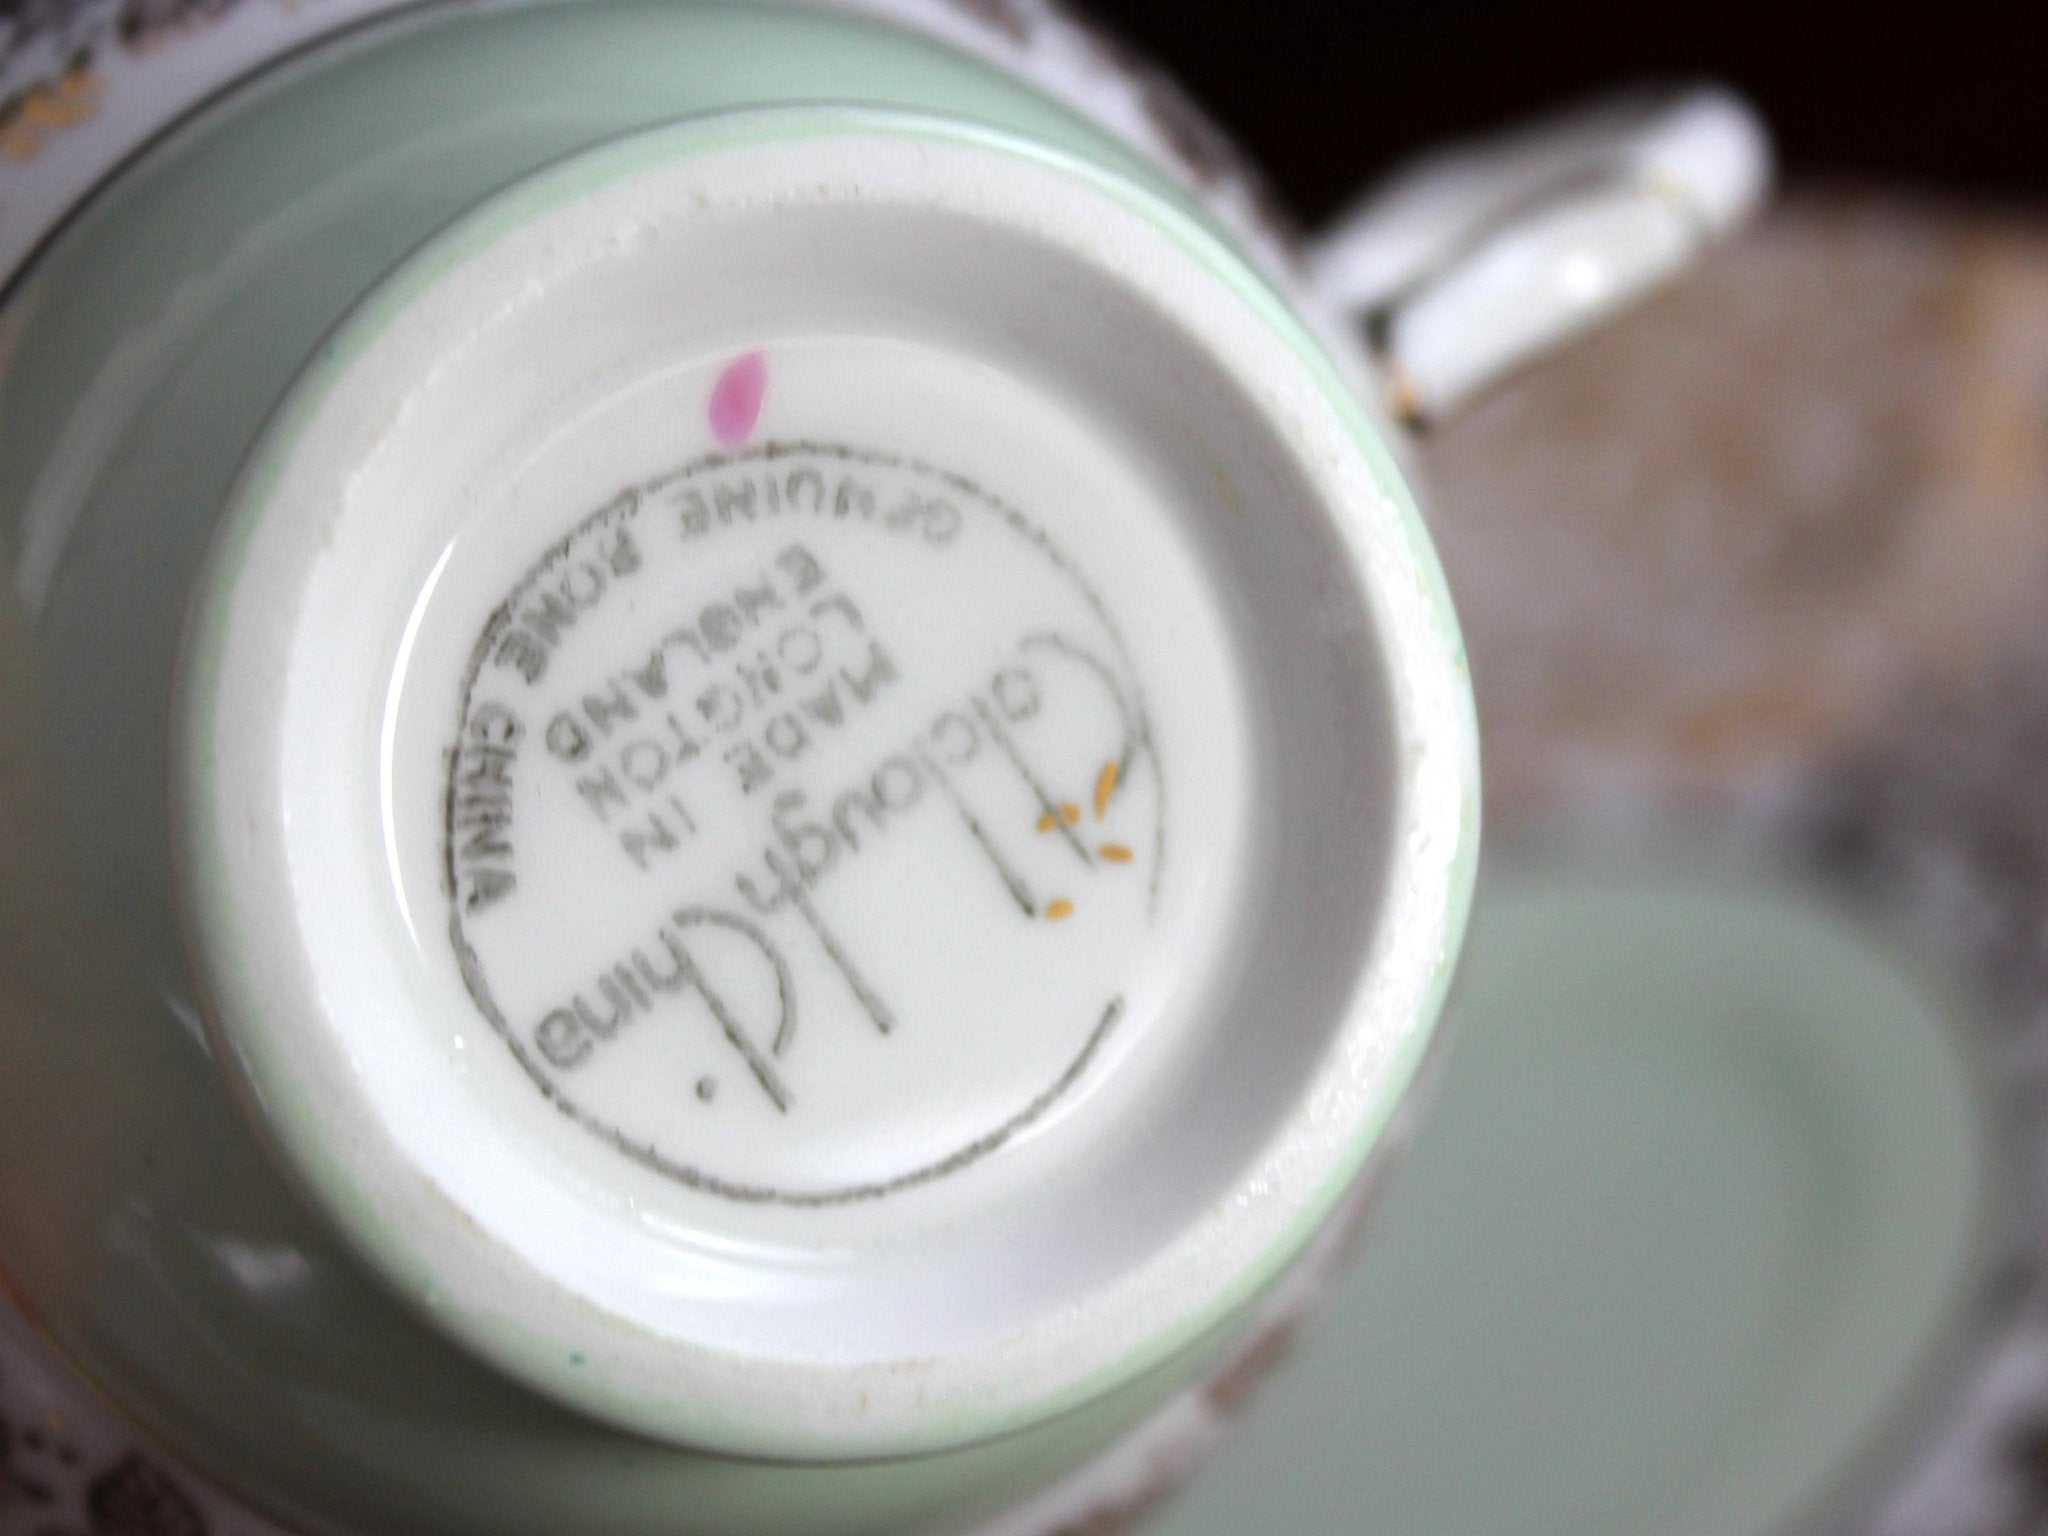 Colclough China
MADE IN
LONGTON
ENGLAND
GENUINE BONE CHINA